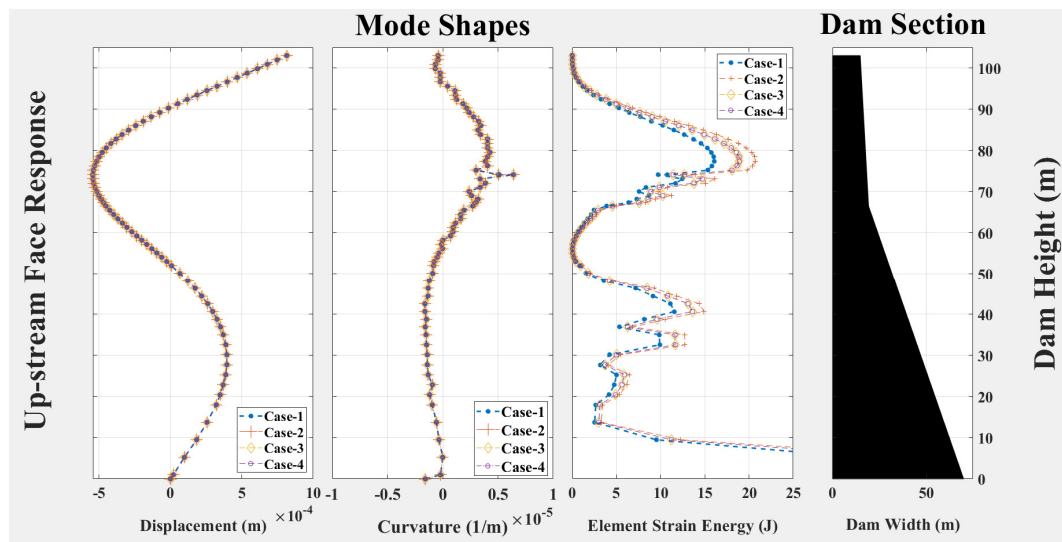 Mode Shapes
Dam Section
Up-stream Face Response
Case-1
Case-2
Case-3
Case-4
-5
0
5
10
×10⁻⁴
Displacement (m)
Case-1
Case-2
Case-3
Case-4
-1
-0.5
0
0.5
1
×10⁻⁵
Curvature (1/m)
Case-1
Case-2
Case-3
Case-4
0
5
10
15
20
25
Element Strain Energy (J)
100
90
80
70
60
50
40
30
20
10
0
0
50
Dam Width (m)
Dam Height (m)